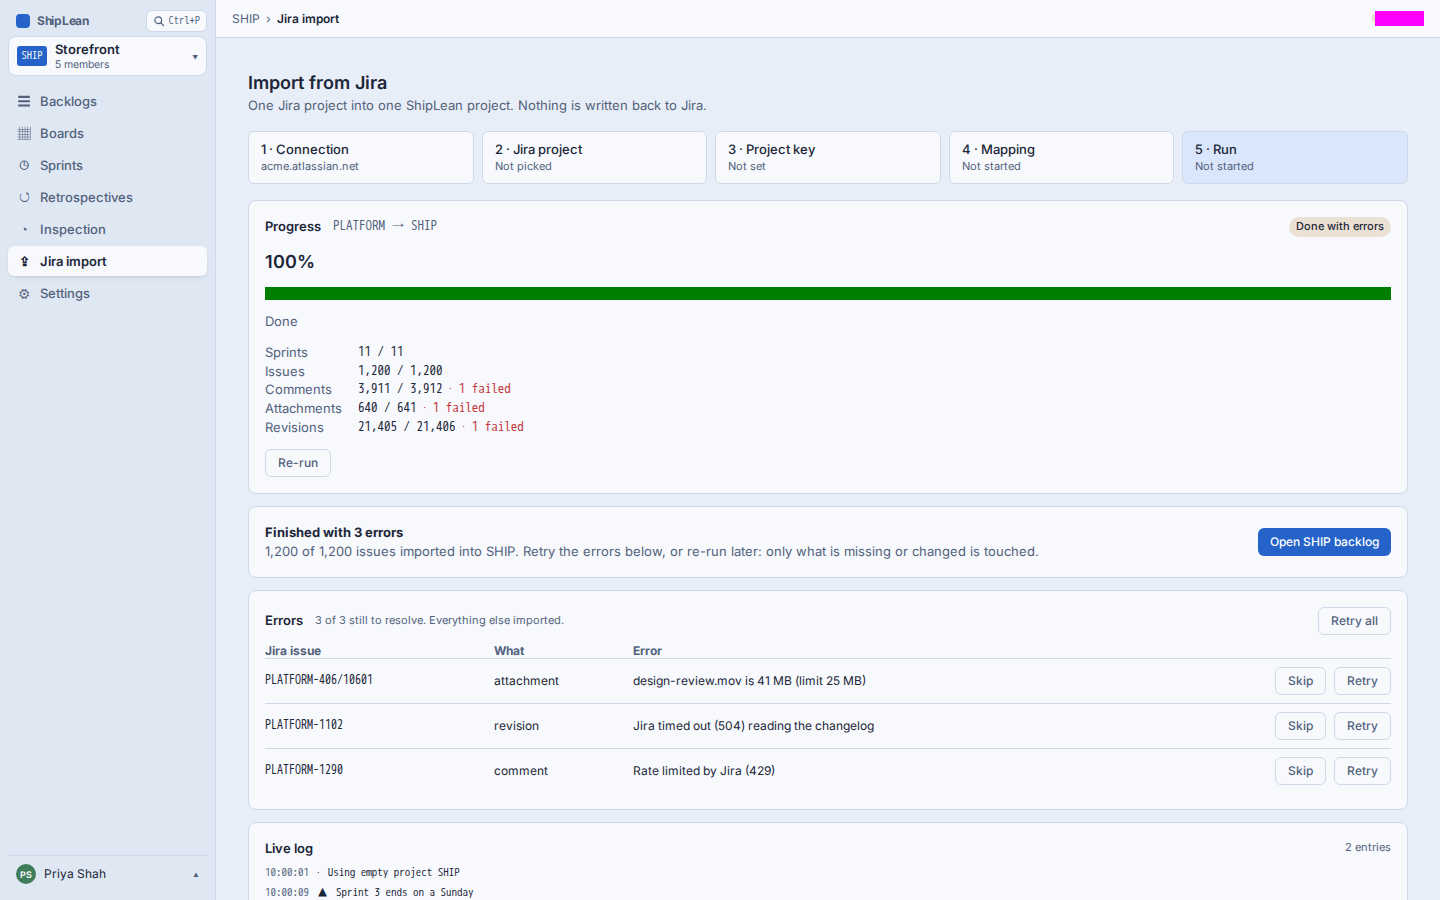 ShipLean
Ctrl+P
SHIP
Storefront
5 members
Backlogs
Boards
Sprints
Retrospectives
Inspection
Jira import
Settings
PS
Priya Shah
SHIP › Jira import
Import from Jira
One Jira project into one ShipLean project. Nothing is written back to Jira.
1 · Connection
acme.atlassian.net
2 · Jira project
Not picked
3 · Project key
Not set
4 · Mapping
Not started
5 · Run
Not started
Progress PLATFORM → SHIP
Done with errors
100%
Done
Sprints 11 / 11
Issues 1,200 / 1,200
Comments 3,911 / 3,912 · 1 failed
Attachments 640 / 641 · 1 failed
Revisions 21,405 / 21,406 · 1 failed
Re-run
Finished with 3 errors
1,200 of 1,200 issues imported into SHIP. Retry the errors below, or re-run later: only what is missing or changed is touched.
Open SHIP backlog
Errors 3 of 3 still to resolve. Everything else imported.
Retry all
Jira issue What Error
PLATFORM-406/10601 attachment design-review.mov is 41 MB (limit 25 MB) Skip Retry
PLATFORM-1102 revision Jira timed out (504) reading the changelog Skip Retry
PLATFORM-1290 comment Rate limited by Jira (429) Skip Retry
Live log
2 entries
10:00:01 · Using empty project SHIP
10:00:09 ▲ Sprint 3 ends on a Sunday